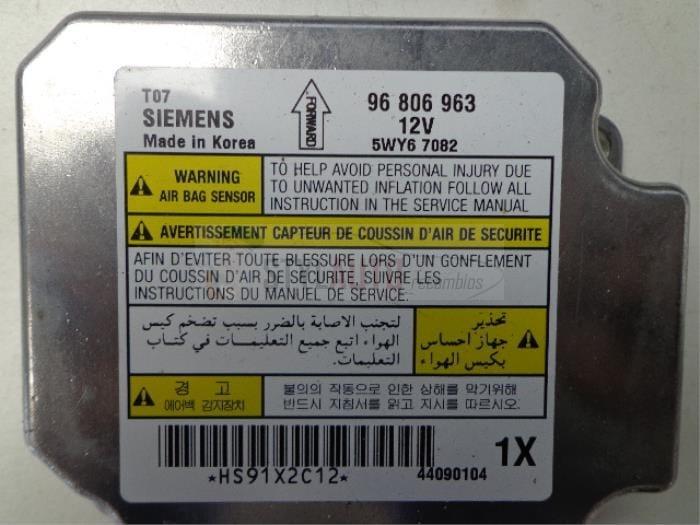 T07
SIEMENS
Made in Korea
FORWARD
96 806 963
12V
5WY6 7082
WARNING
AIR BAG SENSOR
TO HELP AVOID PERSONAL INJURY DUE
TO UNWANTED INFLATION FOLLOW ALL
INSTRUCTION IN THE SERVICE MANUAL
AVERTISSEMENT CAPTEUR DE COUSSIN D'AIR DE SECURITE
AFIN D'EVITER TOUTE BLESSURE LORS D'UN GONFLEMENT
DU COUSSIN D'AIR DE SECURITE, SUIVRE LES
INSTRUCTIONS DU MANUEL DE SERVICE.
recambios
لتجنب الاصابة بالضرر بسبب تضخم كيس
الهواء اتبع جميع التعليمات في كتاب
التعليمات.
تحذير
جهاز احساس
بكيس الهواء
경 고
에어백 감지장치
불의의 작동으로 인한 상해를 막기위해
반드시 지침서를 읽고 지시를 따르시오.
*HS91X2C12*
44090104
1X